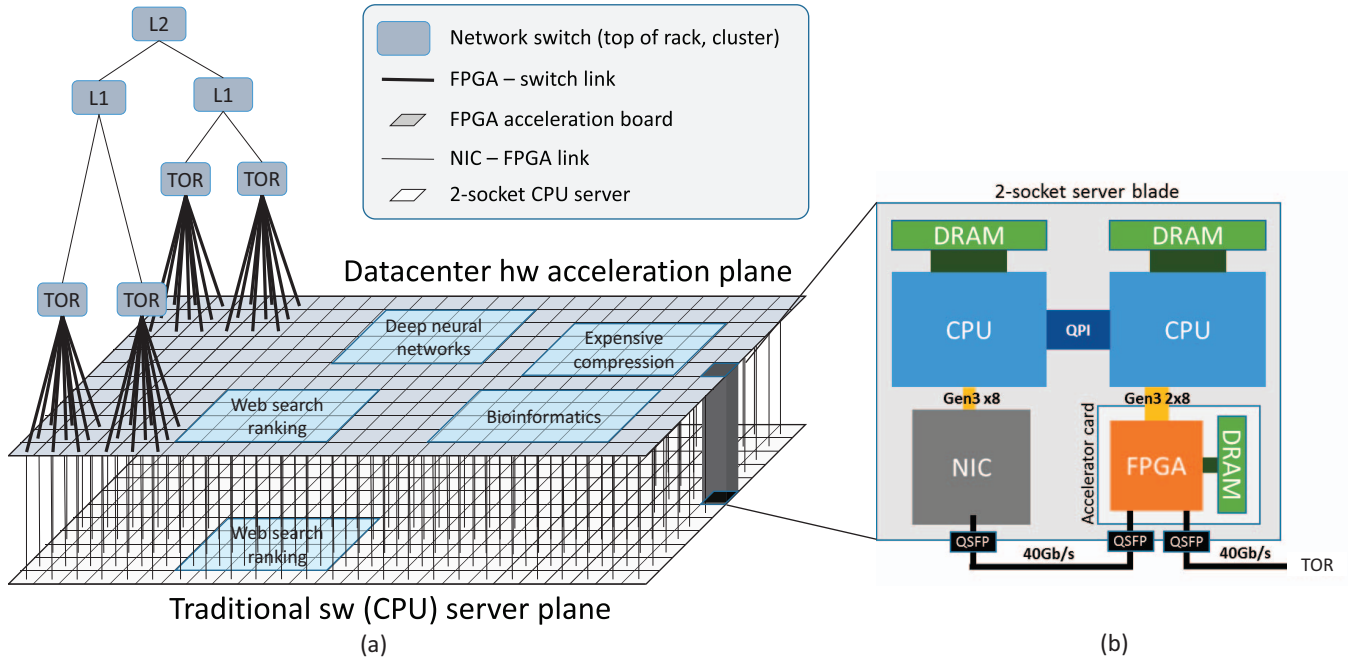 L2
L1
L1
TOR
TOR
TOR
TOR
Network switch (top of rack, cluster)
FPGA – switch link
FPGA acceleration board
NIC – FPGA link
2-socket CPU server
Datacenter hw acceleration plane
Deep neural
networks
Expensive
compression
Web search
ranking
Bioinformatics
Web search
ranking
Traditional sw (CPU) server plane
(a)
2-socket server blade
DRAM
DRAM
CPU
QPI
CPU
Gen3 x8
Gen3 2x8
NIC
Accelerator card
FPGA
DRAM
QSFP
QSFP
QSFP
40Gb/s
40Gb/s
TOR
(b)